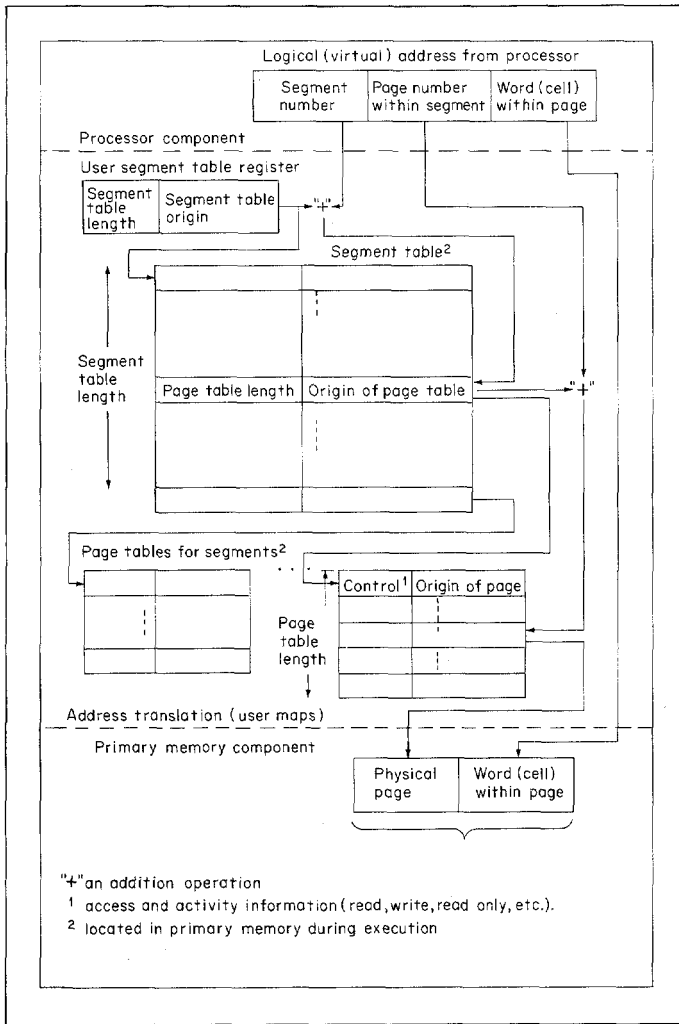 Logical (virtual) address from processor
Segment number
Page number within segment
Word (cell) within page
Processor component
User segment table register
Segment table length
Segment table origin
"+"
Segment table2
Segment table length
Page table length
Origin of page table
"+"
Page tables for segments2
. . .
Control1
Origin of page
Page table length
Address translation (user maps)
Primary memory component
Physical page
Word (cell) within page
"+" an addition operation
1 access and activity information (read, write, read only, etc.).
2 located in primary memory during execution